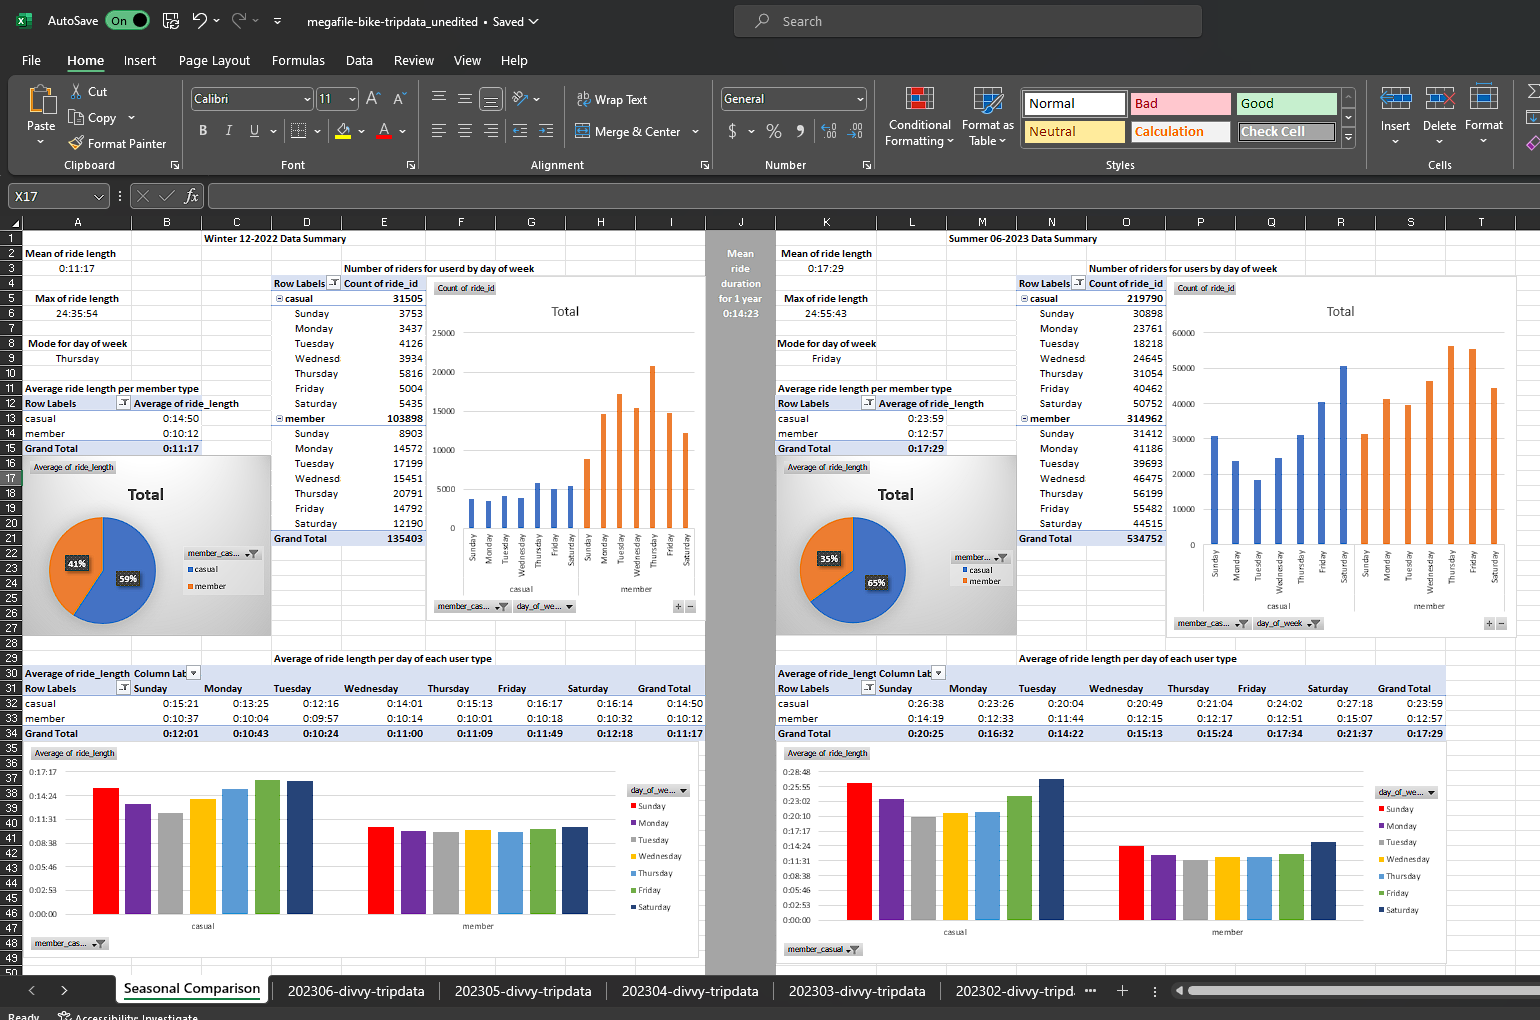 AutoSave On megafile-bike-tripdata_unedited • Saved Search
File Home Insert Page Layout Formulas Data Review View Help
Paste Cut Copy Format Painter Clipboard
Calibri 11 B I U A Font
Wrap Text Merge & Center Alignment
General $ % Number
Conditional Formatting Format as Table
Normal Bad Good
Neutral Calculation Check Cell
Styles
Insert Delete Format Cells
X17 fx
A B C D E F G H I J K L M N O P Q R S T
Winter 12-2022 Data Summary
Mean of ride length
0:11:17
Max of ride length
24:35:54
Mode for day of week
Thursday
Average ride length per member type
Row Labels Average of ride_length
casual 0:14:50
member 0:10:12
Grand Total 0:11:17
Average of ride_length
Total
41%
59%
member_cas...
casual
member
Number of riders for userd by day of week
Row Labels Count of ride_id
casual 31505
Sunday 3753
Monday 3437
Tuesday 4126
Wednesd 3934
Thursday 5816
Friday 5004
Saturday 5435
member 103898
Sunday 8903
Monday 14572
Tuesday 17199
Wednesd 15451
Thursday 20791
Friday 14792
Saturday 12190
Grand Total 135403
Count of ride_id
Total
25000
20000
15000
10000
5000
0
Sunday Monday Tuesday Wednesday Thursday Friday Saturday Sunday Monday Tuesday Wednesday Thursday Friday Saturday
casual member
member_cas... day_of_we...
Average of ride length per day of each user type
Average of ride_length Column Lab
Row Labels Sunday Monday Tuesday Wednesday Thursday Friday Saturday Grand Total
casual 0:15:21 0:13:25 0:12:16 0:14:01 0:15:13 0:16:17 0:16:14 0:14:50
member 0:10:37 0:10:04 0:09:57 0:10:14 0:10:01 0:10:18 0:10:32 0:10:12
Grand Total 0:12:01 0:10:43 0:10:24 0:11:00 0:11:09 0:11:49 0:12:18 0:11:17
Average of ride_length
0:17:17
0:14:24
0:11:31
0:08:38
0:05:46
0:02:53
0:00:00
casual member
day_of_we...
Sunday
Monday
Tuesday
Wednesday
Thursday
Friday
Saturday
member_cas...
Mean
ride
duration
for 1 year
0:14:23
Summer 06-2023 Data Summary
Mean of ride length
0:17:29
Max of ride length
24:55:43
Mode for day of week
Friday
Average ride length per member type
Row Labels Average of ride_length
casual 0:23:59
member 0:12:57
Grand Total 0:17:29
Average of ride_length
Total
35%
65%
member...
casual
member
Number of riders for users by day of week
Row Labels Count of ride_id
casual 219790
Sunday 30898
Monday 23761
Tuesday 18218
Wednesd 24645
Thursday 31054
Friday 40462
Saturday 50752
member 314962
Sunday 31412
Monday 41186
Tuesday 39693
Wednesd 46475
Thursday 56199
Friday 55482
Saturday 44515
Grand Total 534752
Count of ride_id
Total
60000
50000
40000
30000
20000
10000
0
Sunday Monday Tuesday Wednesday Thursday Friday Saturday Sunday Monday Tuesday Wednesday Thursday Friday Saturday
casual member
member_cas... day_of_week
Average of ride length per day of each user type
Average of ride_lengt Column Lab
Row Labels Sunday Monday Tuesday Wednesday Thursday Friday Saturday Grand Total
casual 0:26:38 0:23:26 0:20:04 0:20:49 0:21:04 0:24:02 0:27:18 0:23:59
member 0:14:19 0:12:33 0:11:44 0:12:15 0:12:17 0:12:51 0:15:07 0:12:57
Grand Total 0:20:25 0:16:32 0:14:22 0:15:13 0:15:24 0:17:34 0:21:37 0:17:29
Average of ride_length
0:28:48
0:25:55
0:23:02
0:20:10
0:17:17
0:14:24
0:11:31
0:08:38
0:05:46
0:02:53
0:00:00
casual member
day_of_we...
Sunday
Monday
Tuesday
Wednesday
Thursday
Friday
Saturday
member_casual
Seasonal Comparison 202306-divvy-tripdata 202305-divvy-tripdata 202304-divvy-tripdata 202303-divvy-tripdata 202302-divvy-tripd
Ready Accessibility: Investigate